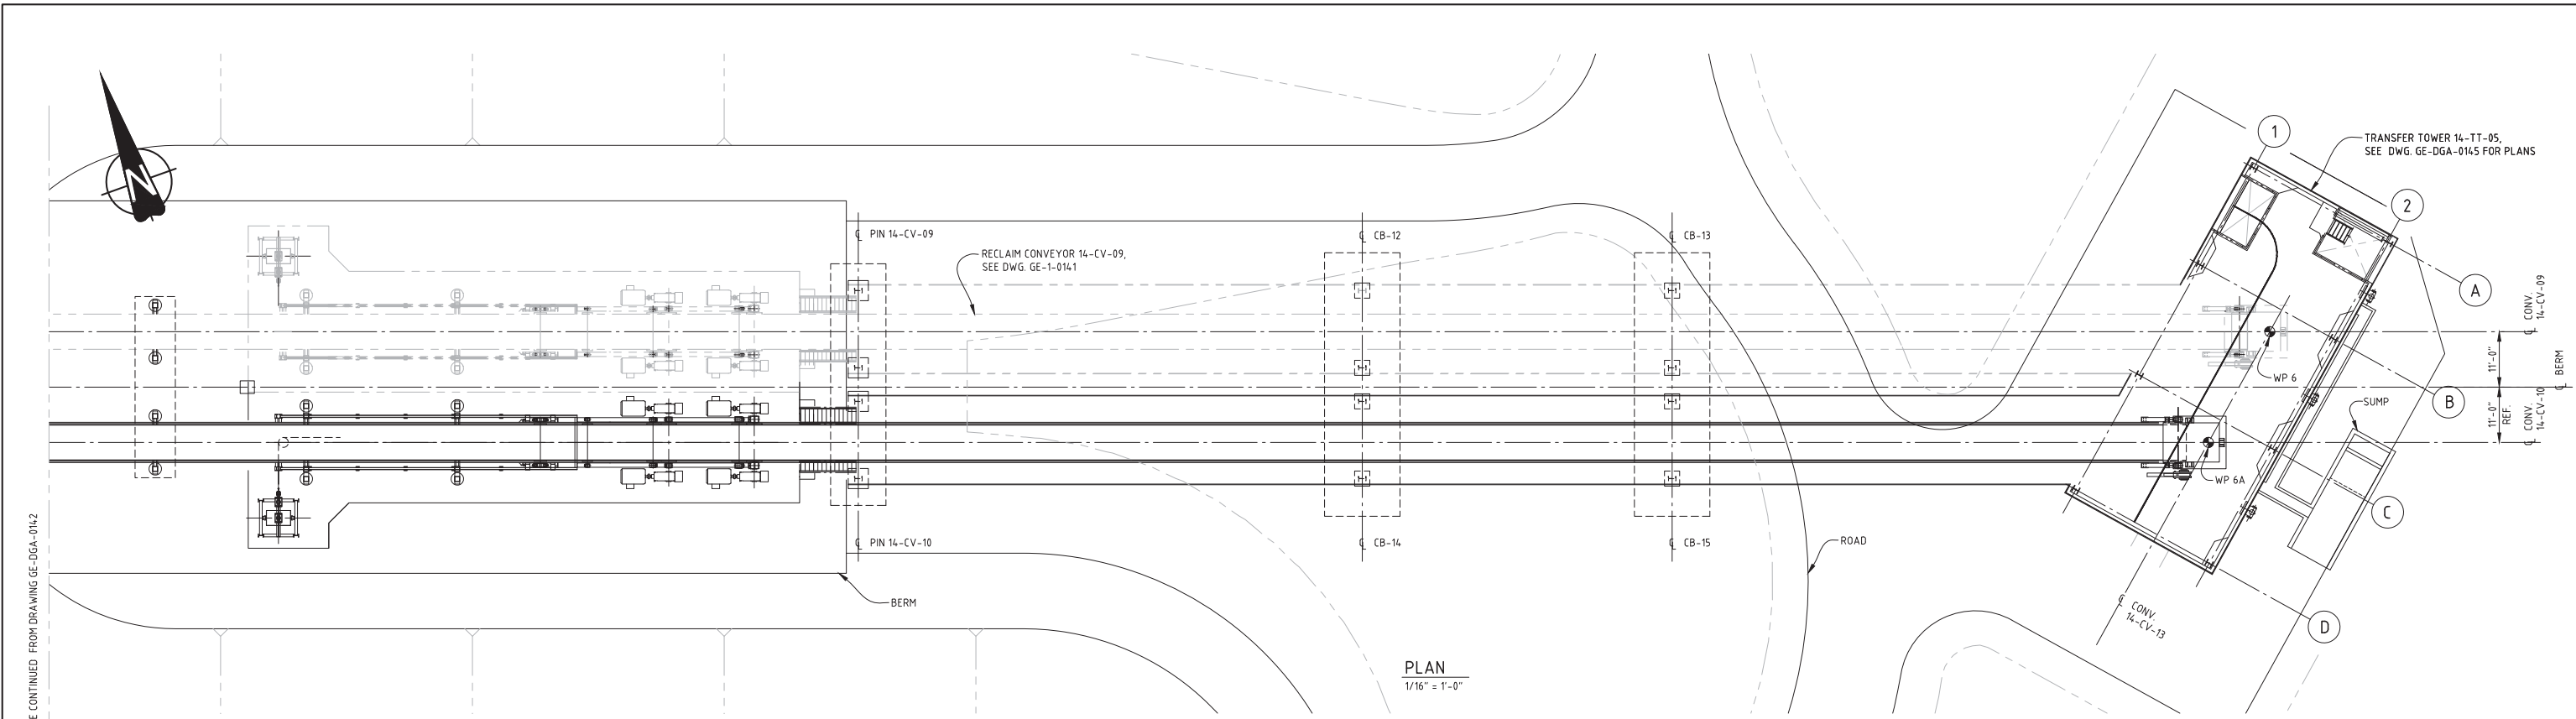 N
1
TRANSFER TOWER 14-TT-05,
SEE DWG. GE-DGA-0145 FOR PLANS
2
℄ PIN 14-CV-09
℄ CB-12
℄ CB-13
RECLAIM CONVEYOR 14-CV-09,
SEE DWG. GE-1-0141
A
℄ CONV.
14-CV-09
11'-0"
WP 6
℄ BERM
B
11'-0"
REF.
℄ CONV.
14-CV-10
SUMP
WP 6A
C
℄ PIN 14-CV-10
℄ CB-14
℄ CB-15
ROAD
BERM
℄ CONV.
14-CV-13
D
E CONTINUED FROM DRAWING GE-DGA-0142
PLAN
1/16" = 1'-0"